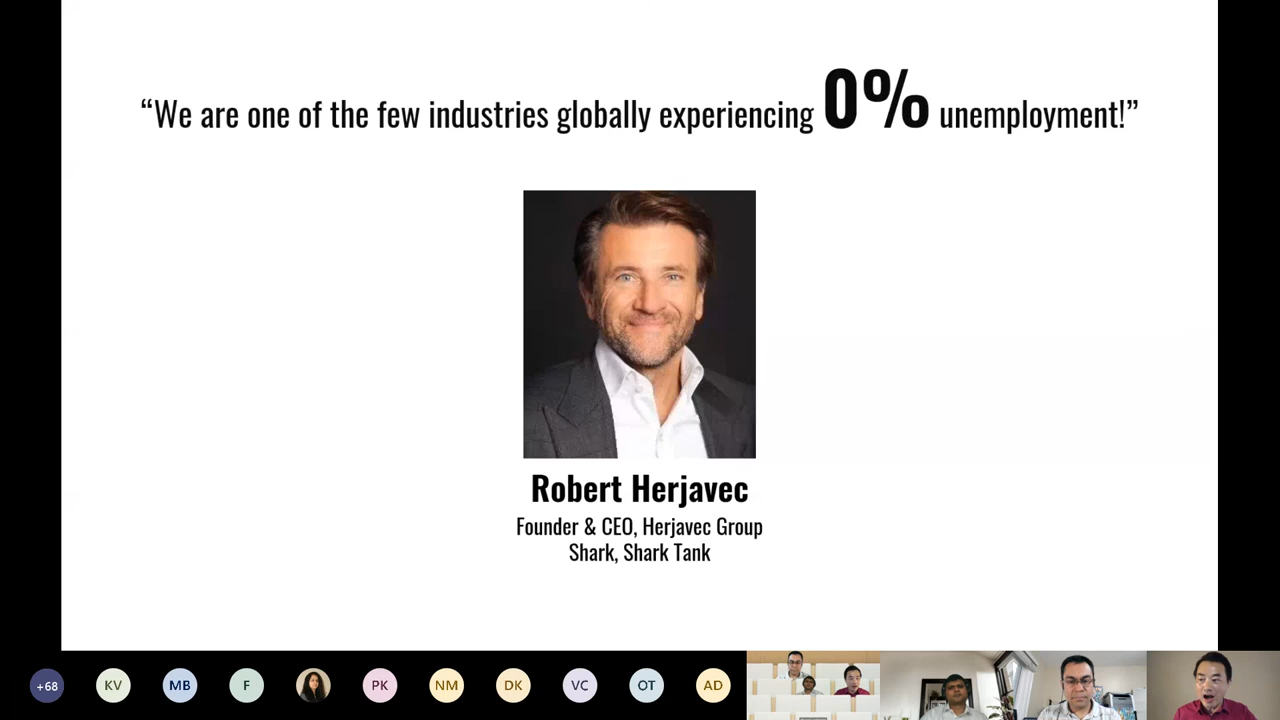 “We are one of the few industries globally experiencing 0% unemployment!”
Robert Herjavec
Founder & CEO, Herjavec Group
Shark, Shark Tank
+68 KV MB F PK NM DK VC OT AD